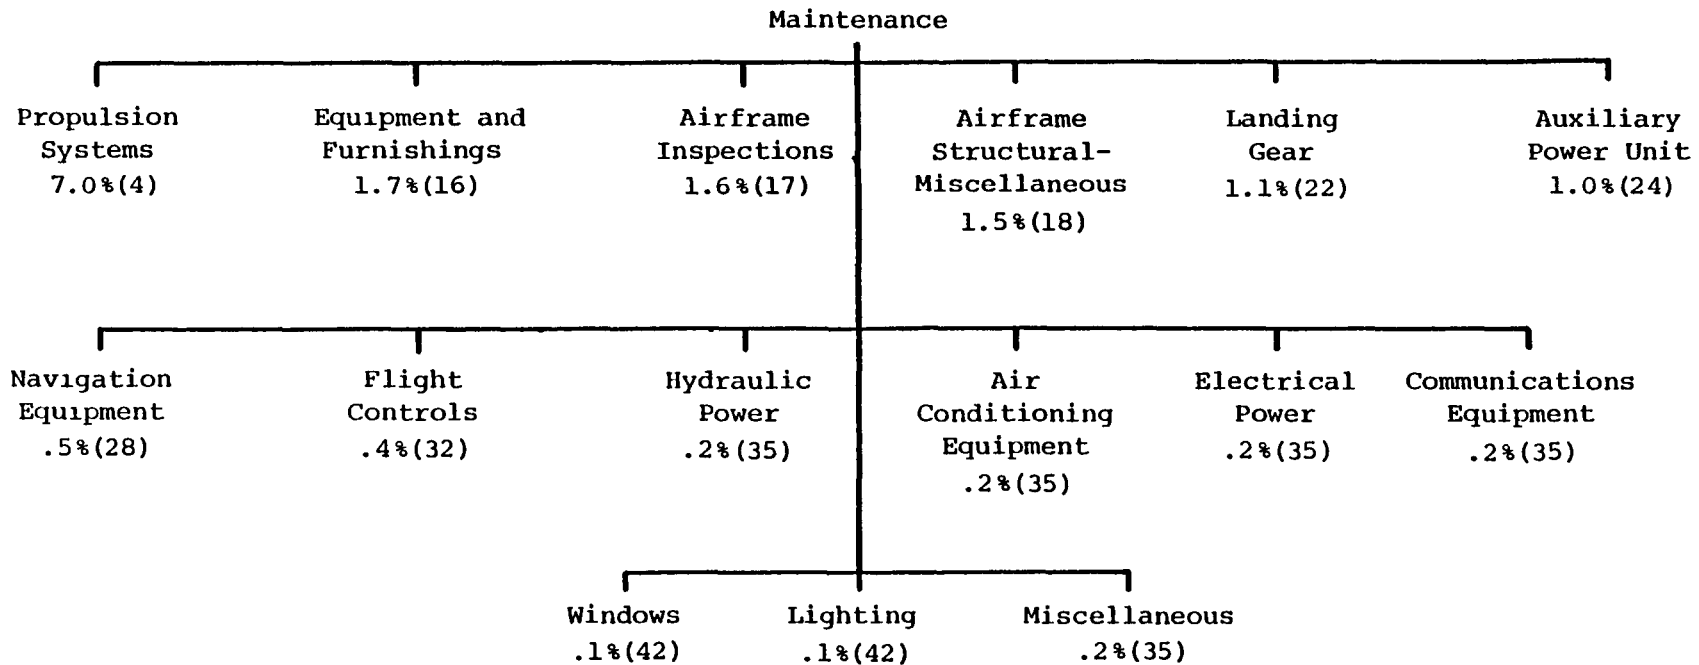 Maintenance
Propulsion
Systems
7.0%(4)
Equipment and
Furnishings
1.7%(16)
Airframe
Inspections
1.6%(17)
Airframe
Structural-
Miscellaneous
1.5%(18)
Landing
Gear
1.1%(22)
Auxiliary
Power Unit
1.0%(24)
Navigation
Equipment
.5%(28)
Flight
Controls
.4%(32)
Hydraulic
Power
.2%(35)
Air
Conditioning
Equipment
.2%(35)
Electrical
Power
.2%(35)
Communications
Equipment
.2%(35)
Windows
.1%(42)
Lighting
.1%(42)
Miscellaneous
.2%(35)